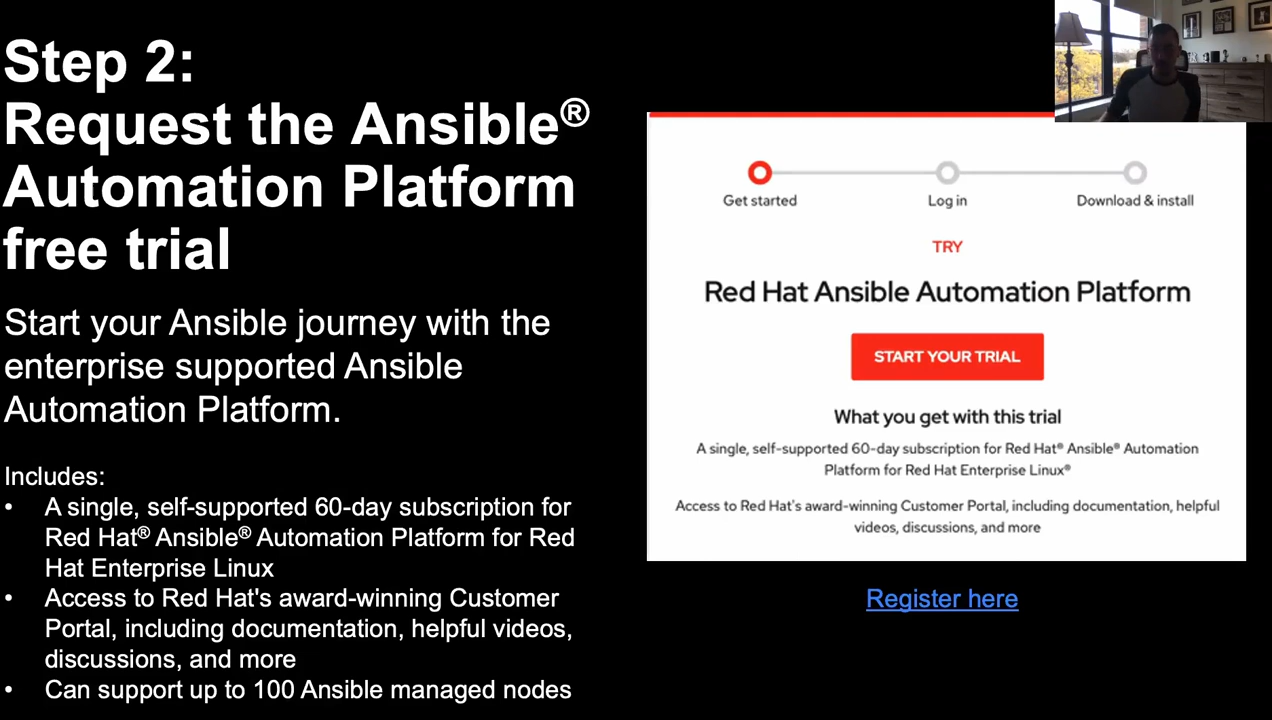 Step 2:
Request the Ansible®
Automation Platform
free trial
Start your Ansible journey with the
enterprise supported Ansible
Automation Platform.
Includes:
• A single, self-supported 60-day subscription for
Red Hat® Ansible® Automation Platform for Red
Hat Enterprise Linux
• Access to Red Hat's award-winning Customer
Portal, including documentation, helpful videos,
discussions, and more
• Can support up to 100 Ansible managed nodes
Get started
Log in
Download & install
TRY
Red Hat Ansible Automation Platform
START YOUR TRIAL
What you get with this trial
A single, self-supported 60-day subscription for Red Hat® Ansible® Automation
Platform for Red Hat Enterprise Linux®
Access to Red Hat's award-winning Customer Portal, including documentation, helpful
videos, discussions, and more
Register here